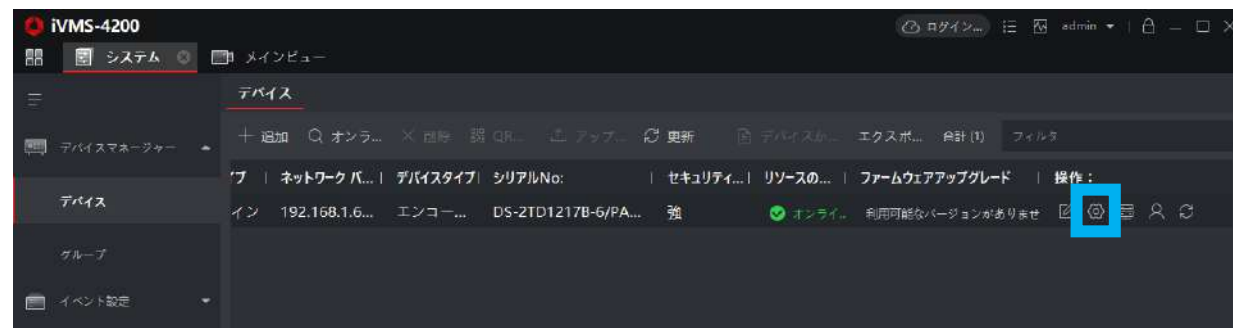 iVMS-4200 ログイン... admin
システム メインビュー
デバイス
追加 オンラ... 削除 QR... アップ... 更新 デバイスか... エクスポ... 合計 (1) フィルタ
デバイスマネージャー
イプ ネットワーク パ... デバイスタイプ シリアルNo: セキュリティ... リソースの... ファームウェアアップグレード 操作：
デバイス
イン 192.168.1.6... エンコー... DS-2TD1217B-6/PA... 強 オンライ.. 利用可能なバージョンがありませ
グループ
イベント設定